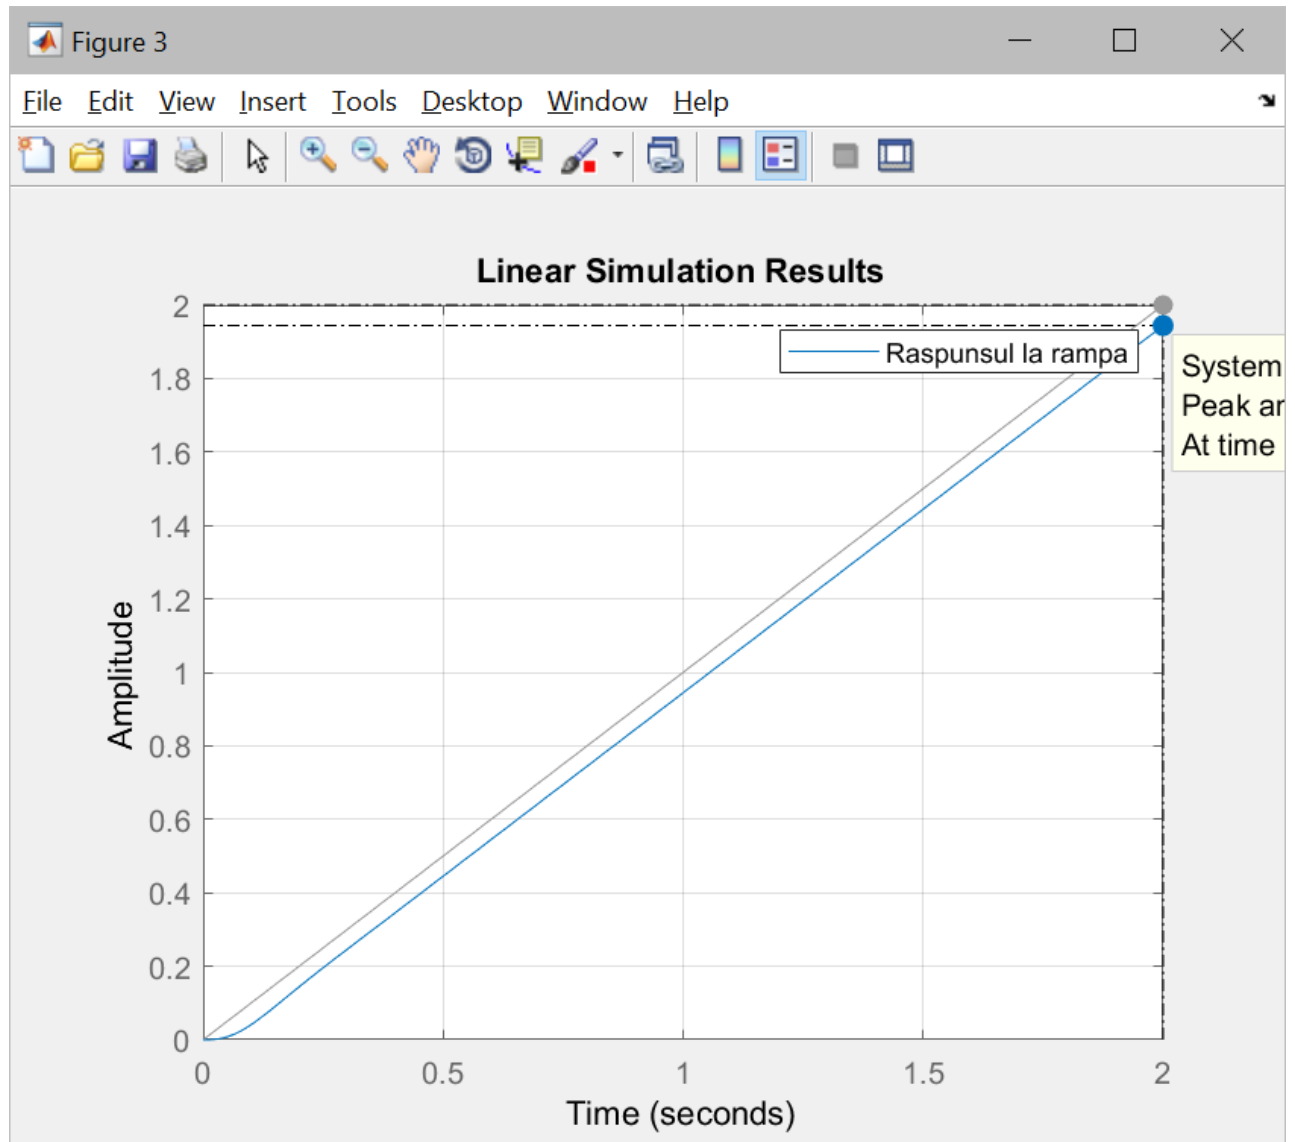 Figure 3
File Edit View Insert Tools Desktop Window Help
Linear Simulation Results
Raspunsul la rampa
System
Peak
At time
2
1.8
1.6
1.4
1.2
1
0.8
0.6
0.4
0.2
0
Amplitude
0 0.5 1 1.5 2
Time (seconds)